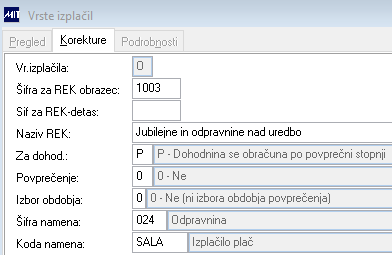 MIT Vrste izplačil
Pregled Korekture Podrobnosti
Vr.izplačila: 0
Šifra za REK obrazec: 1003
Sif za REK-detas:
Naziv REK: Jubilejne in odpravnine nad uredbo
Za dohod.: P P - Dohodnina se obračuna po povprečni stopnji
Povprečenje: 0 0 - Ne
Izbor obdobja: 0 0 - Ne (ni izbora obdobja povprečenja)
Šifra namena: 024 Odpravnina
Koda namena: SALA Izplačilo plač